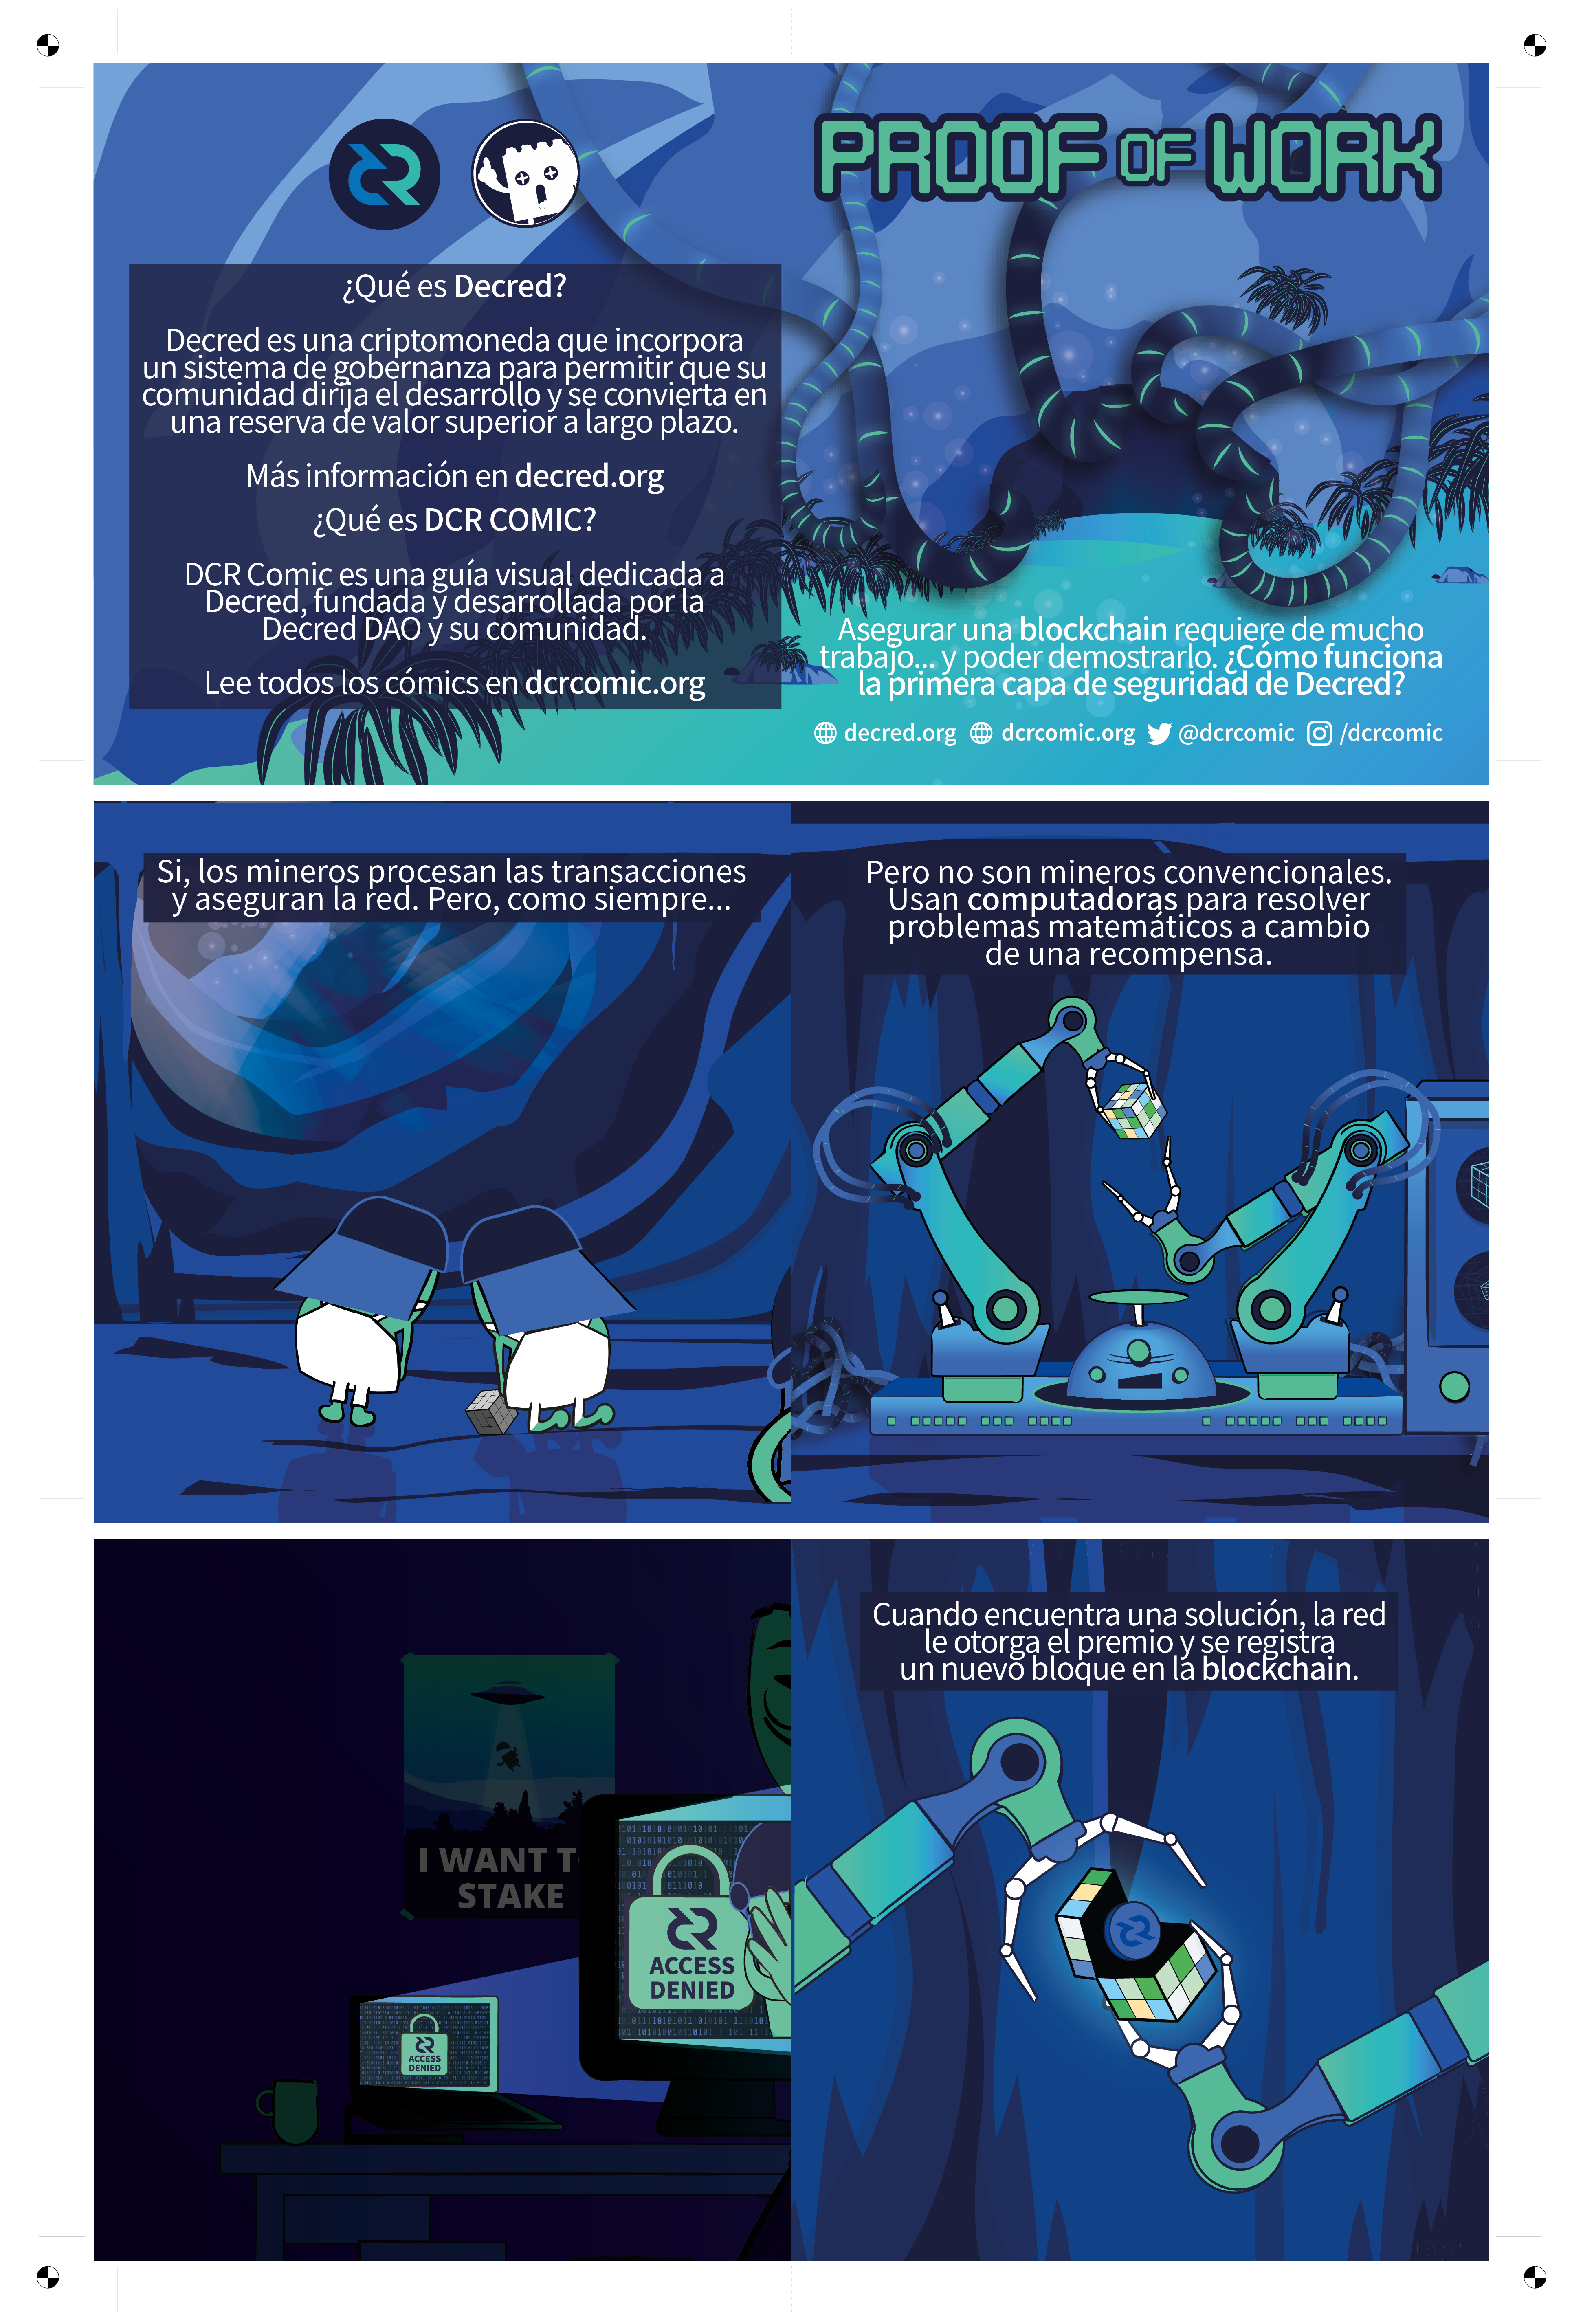 ¿Qué es Decred?
Decred es una criptomoneda que incorpora
un sistema de gobernanza para permitir que su
comunidad dirija el desarrollo y se convierta en
una reserva de valor superior a largo plazo.
Más información en decred.org
¿Qué es DCR COMIC?
DCR Comic es una guía visual dedicada a
Decred, fundada y desarrollada por la
Decred DAO y su comunidad.
Lee todos los cómics en dcrcomic.org
PROOF OF WORK
Asegurar una blockchain requiere de mucho
trabajo... y poder demostrarlo. ¿Cómo funciona
la primera capa de seguridad de Decred?
decred.org dcrcomic.org @dcrcomic /dcrcomic
Si, los mineros procesan las transacciones
y aseguran la red. Pero, como siempre...
Pero no son mineros convencionales.
Usan computadoras para resolver
problemas matemáticos a cambio
de una recompensa.
I WANT T
STAKE
ACCESS
DENIED
ACCESS
DENIED
Cuando encuentra una solución, la red
le otorga el premio y se registra
un nuevo bloque en la blockchain.